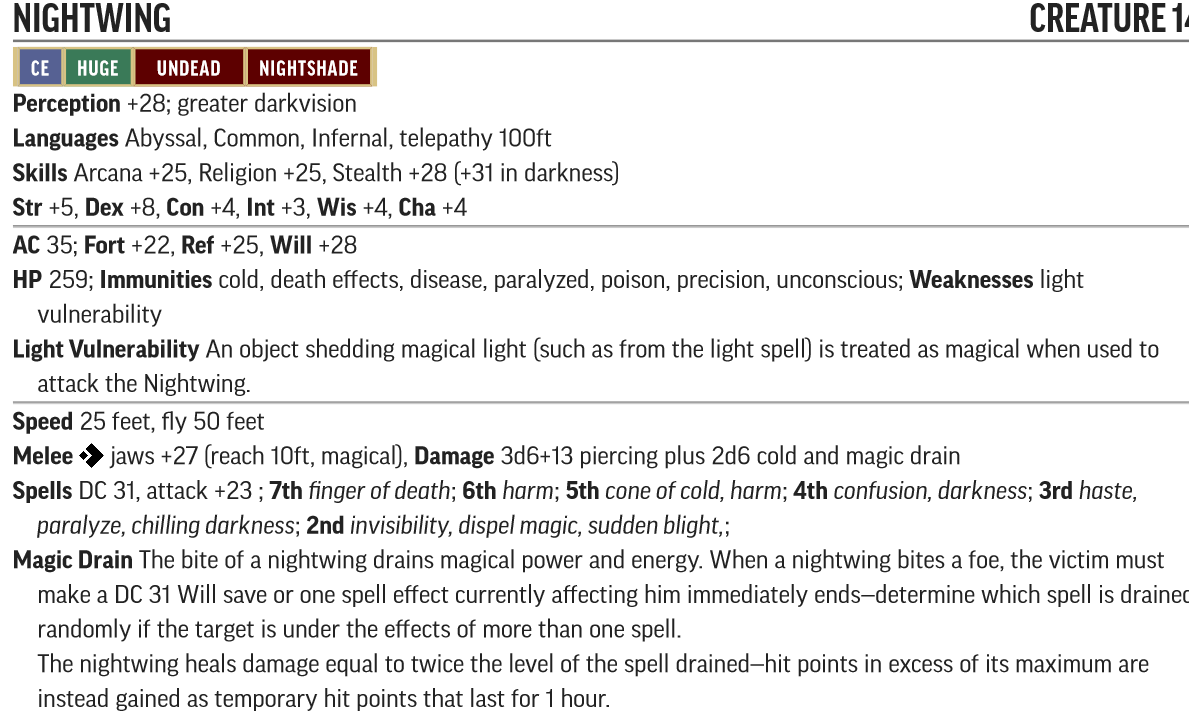 NIGHTWING CREATURE 14
CE HUGE UNDEAD NIGHTSHADE
Perception +28; greater darkvision
Languages Abyssal, Common, Infernal, telepathy 100ft
Skills Arcana +25, Religion +25, Stealth +28 (+31 in darkness)
Str +5, Dex +8, Con +4, Int +3, Wis +4, Cha +4
AC 35; Fort +22, Ref +25, Will +28
HP 259; Immunities cold, death effects, disease, paralyzed, poison, precision, unconscious; Weaknesses light
vulnerability
Light Vulnerability An object shedding magical light (such as from the light spell) is treated as magical when used to
attack the Nightwing.
Speed 25 feet, fly 50 feet
Melee jaws +27 (reach 10ft, magical), Damage 3d6+13 piercing plus 2d6 cold and magic drain
Spells DC 31, attack +23 ; 7th finger of death; 6th harm; 5th cone of cold, harm; 4th confusion, darkness; 3rd haste,
paralyze, chilling darkness; 2nd invisibility, dispel magic, sudden blight,;
Magic Drain The bite of a nightwing drains magical power and energy. When a nightwing bites a foe, the victim must
make a DC 31 Will save or one spell effect currently affecting him immediately ends—determine which spell is drained
randomly if the target is under the effects of more than one spell.
The nightwing heals damage equal to twice the level of the spell drained—hit points in excess of its maximum are
instead gained as temporary hit points that last for 1 hour.